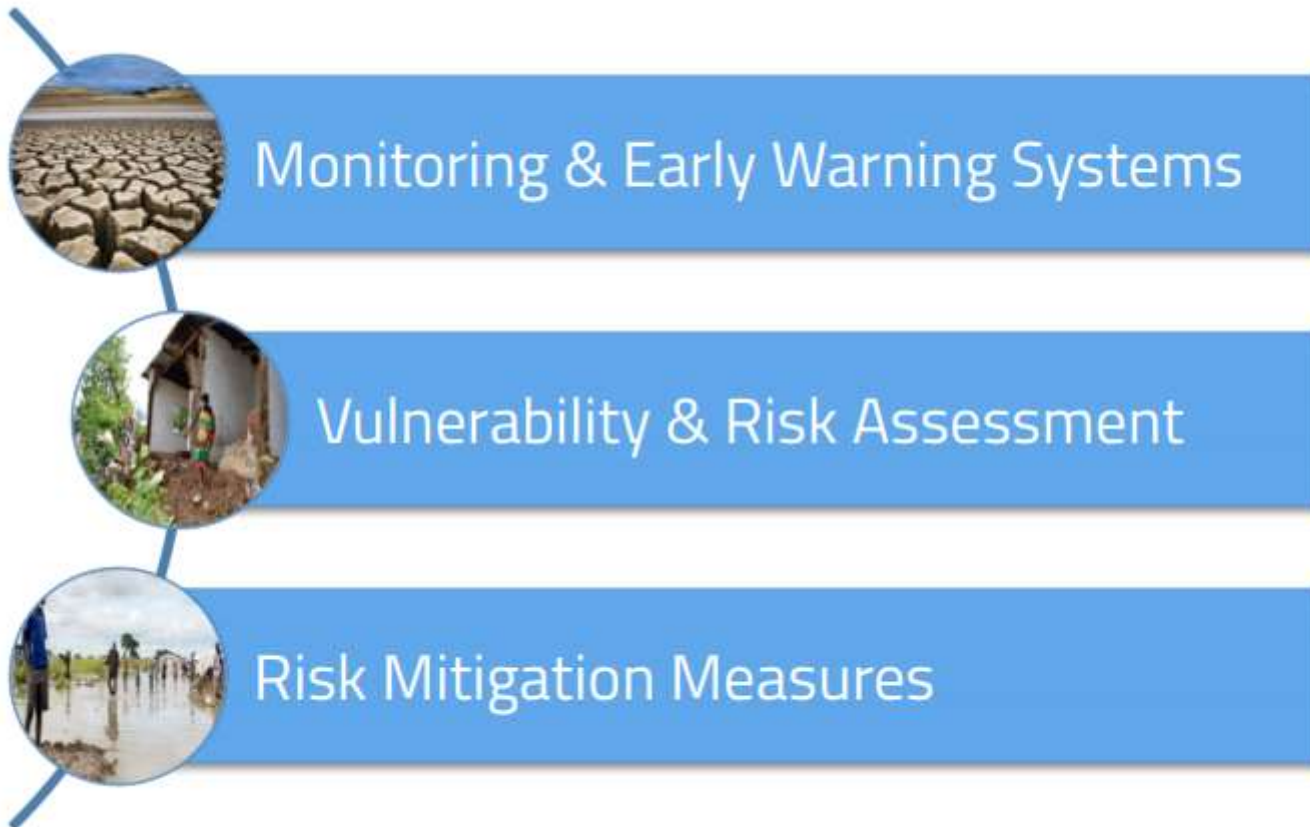 Monitoring & Early Warning Systems
Vulnerability & Risk Assessment
Risk Mitigation Measures